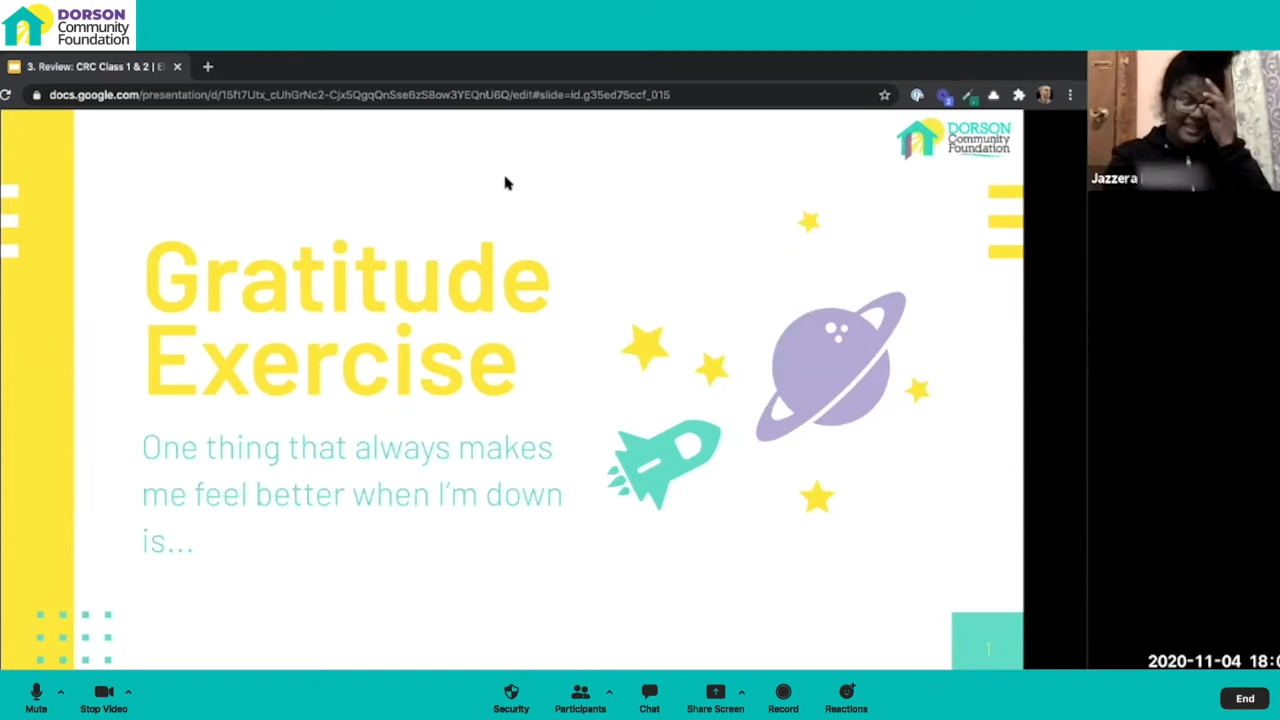 DORSON
Community
Foundation
3. Review: CRC Class 1 & 2 | E
docs.google.com/presentation/d/15ft7Utx_cUhGrNc2-Cjx5QgqQnSse6zS8ow3YEQnU6Q/edit#slide=id.g35ed75ccf_015
2
DORSON
Community
Foundation
Jazzera
Gratitude
Exercise
One thing that always makes
me feel better when I'm down
is...
1
2020-11-04 18:0
Mute
Stop Video
Security
Participants
Chat
Share Screen
Record
Reactions
End